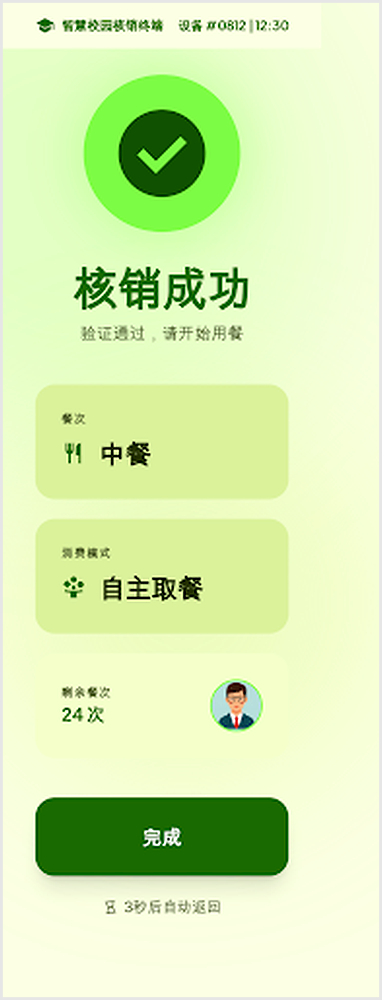 智慧校园核销终端 设备 #0812 | 12:30
核销成功
验证通过，请开始用餐
餐次
中餐
消费模式
自主取餐
剩余餐次
24 次
完成
3秒后自动返回